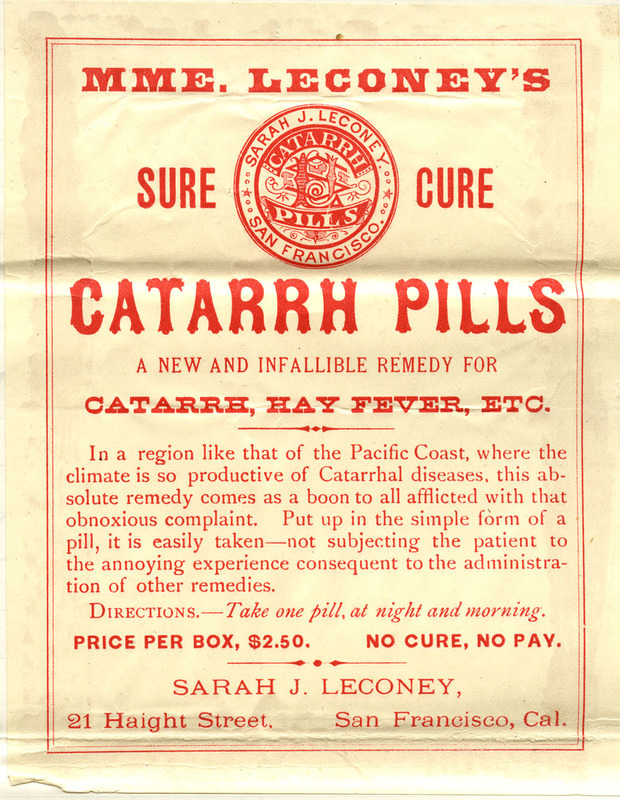 MME. LECONEY'S
SURE
SARAH J. LECONEY.
CATARRH
PILLS
SAN FRANCISCO.
CURE
CATARRH PILLS
A NEW AND INFALLIBLE REMEDY FOR
CATARRH, HAY FEVER, ETC.
In a region like that of the Pacific Coast, where the
climate is so productive of Catarrhal diseases, this ab-
solute remedy comes as a boon to all afflicted with that
obnoxious complaint. Put up in the simple form of a
pill, it is easily taken—not subjecting the patient to
the annoying experience consequent to the administra-
tion of other remedies.
DIRECTIONS.—Take one pill, at night and morning.
PRICE PER BOX, $2.50. NO CURE, NO PAY.
SARAH J. LECONEY,
21 Haight Street, San Francisco, Cal.